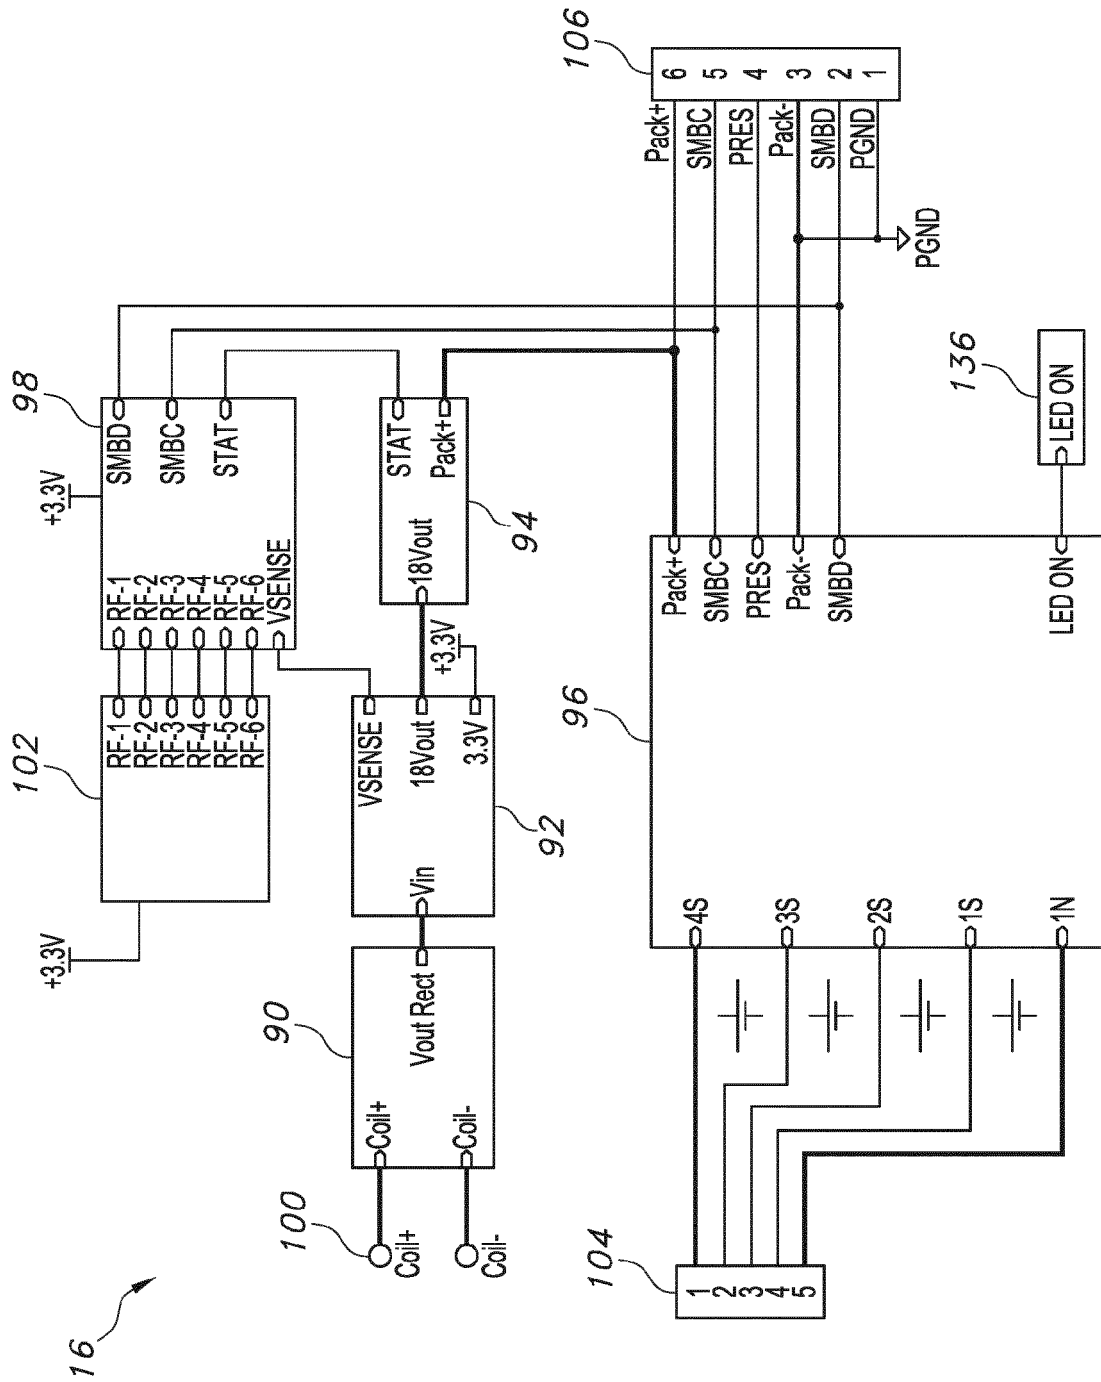 16
+3.3V
102
RF-1
RF-2
RF-3
RF-4
RF-5
RF-6
+3.3V
98
RF-1
RF-2
RF-3
RF-4
RF-5
RF-6
VSENSE
SMBD
SMBC
STAT
100
Coil+
Coil-
90
Coil+
Coil-
Vout Rect
92
Vin
VSENSE
18Vout
3.3V
+3.3V
94
18Vout
STAT
Pack+
104
1
2
3
4
5
96
4S
3S
2S
1S
1N
Pack+
SMBC
PRES
Pack-
SMBD
LED ON
136
LED ON
PGND
106
Pack+
SMBC
PRES
Pack-
SMBD
PGND
6
5
4
3
2
1